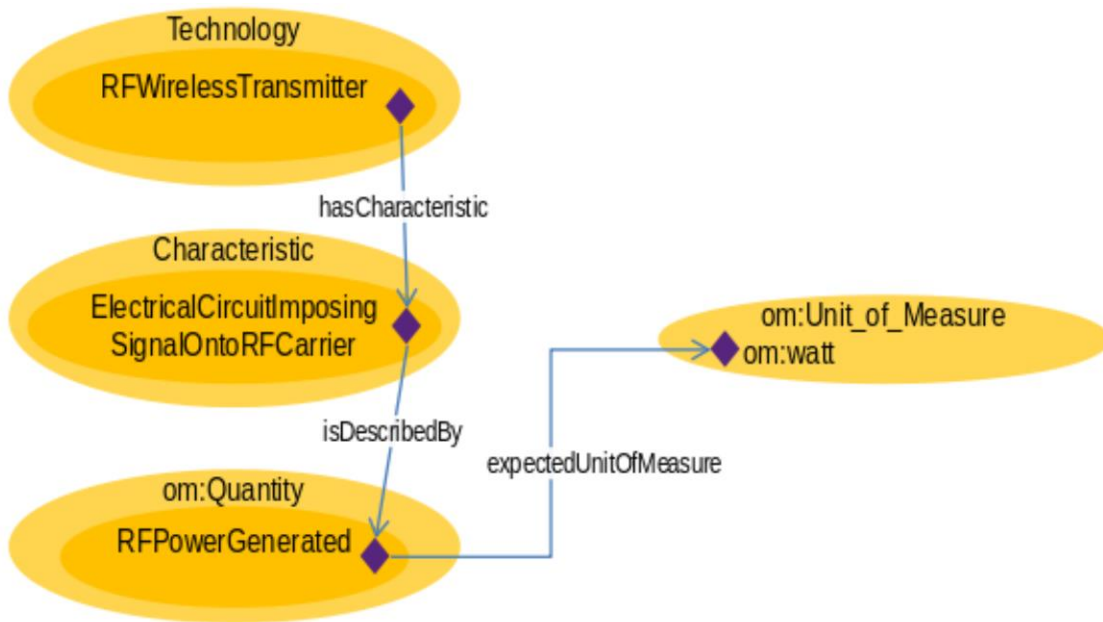 Technology
RFWirelessTransmitter
hasCharacteristic
Characteristic
ElectricalCircuitImposing
SignalOntoRFCarrier
om:Unit_of_Measure
om:watt
isDescribedBy
expectedUnitOfMeasure
om:Quantity
RFPowerGenerated